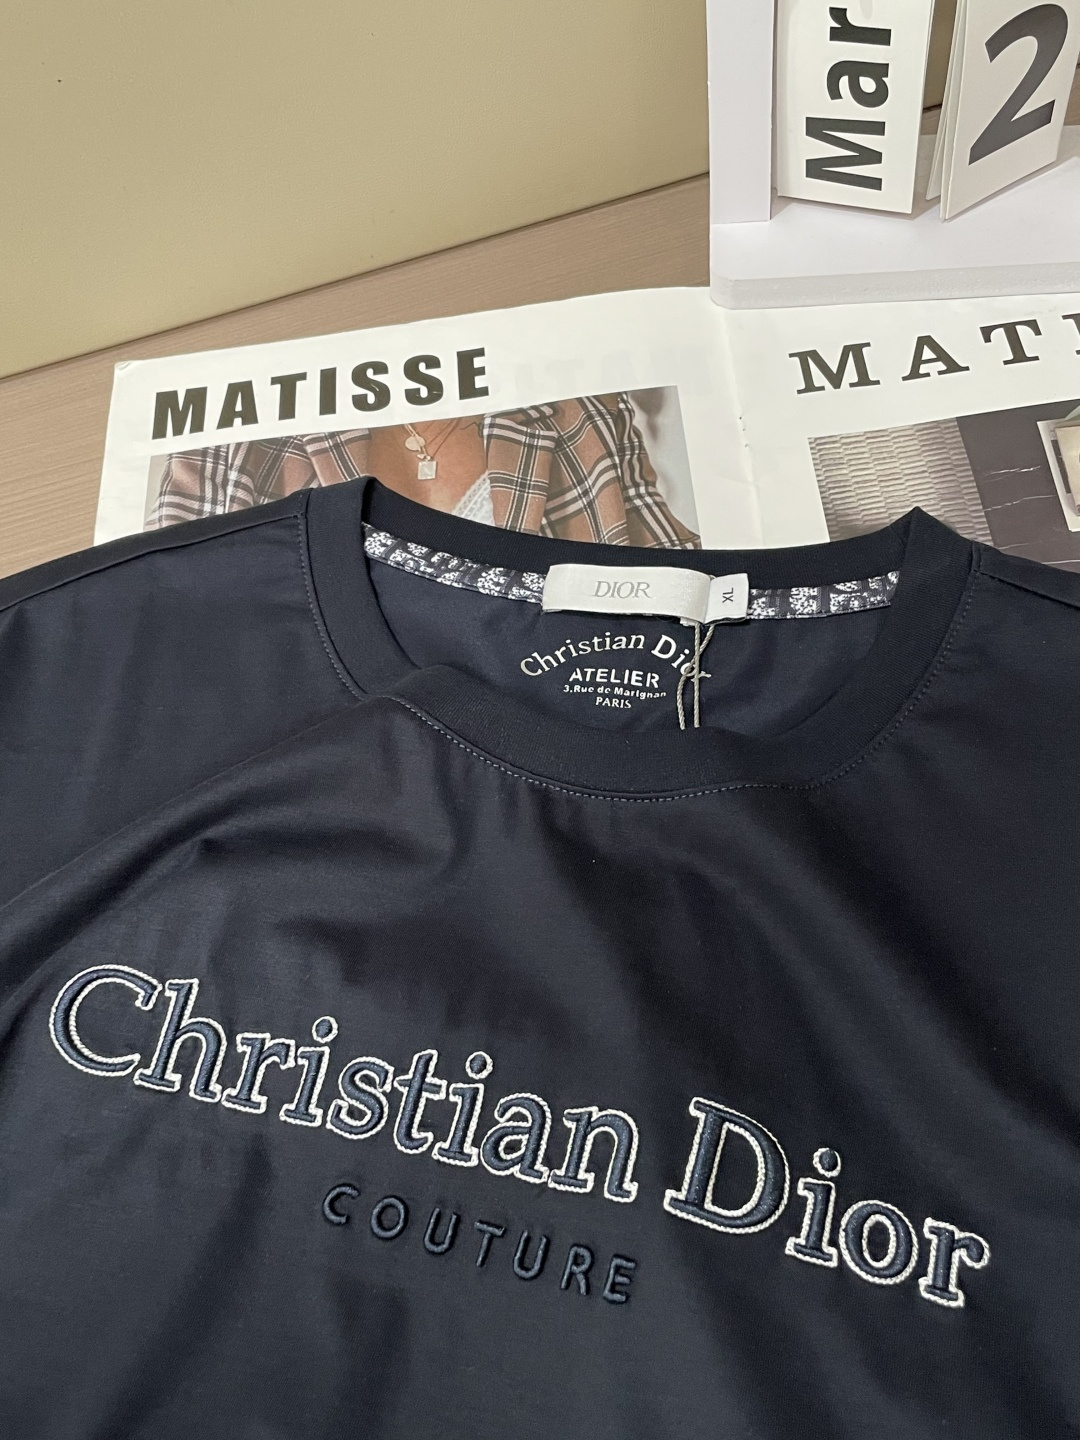 Mar 2
MATISSE
MATI
DIOR
XL
Christian Dior
ATELIER
3.Rue de Marignan
PARIS
Christian Dior
COUTURE